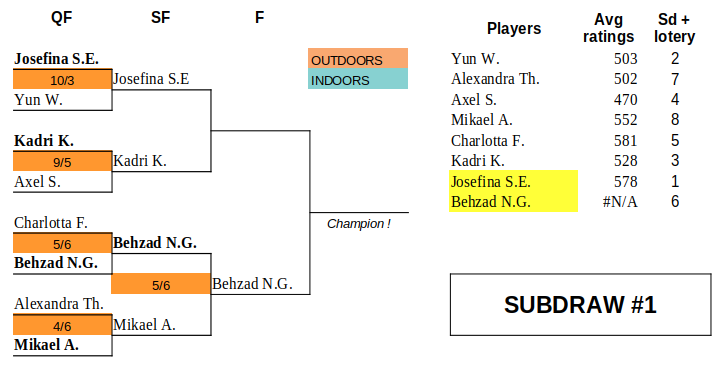 QF SF F
Josefina S.E.
10/3 Josefina S.E
Yun W.
Kadri K.
9/5 Kadri K.
Axel S.
Charlotta F.
5/6 Behzad N.G.
Behzad N.G.
5/6 Behzad N.G.
Alexandra Th.
4/6 Mikael A.
Mikael A.
OUTDOORS
INDOORS
Champion !
Players Avg ratings Sd + lotery
Yun W. 503 2
Alexandra Th. 502 7
Axel S. 470 4
Mikael A. 552 8
Charlotta F. 581 5
Kadri K. 528 3
Josefina S.E. 578 1
Behzad N.G. #N/A 6
SUBDRAW #1